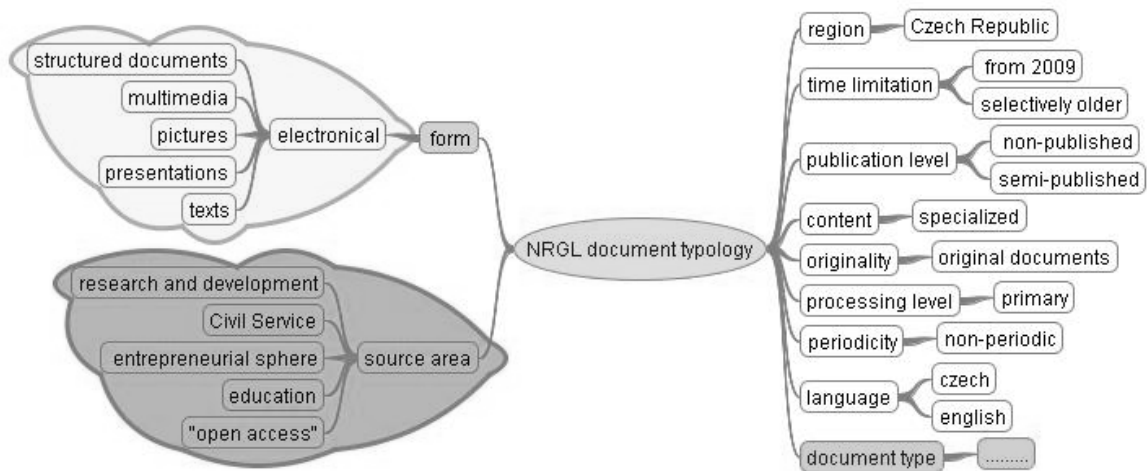 structured documents
multimedia
pictures
presentations
texts
electronical
form
research and development
Civil Service
entrepreneurial sphere
education
"open access"
source area
NRGL document typology
region
Czech Republic
time limitation
from 2009
selectively older
publication level
non-published
semi-published
content
specialized
originality
original documents
processing level
primary
periodicity
non-periodic
language
czech
english
document type
.........